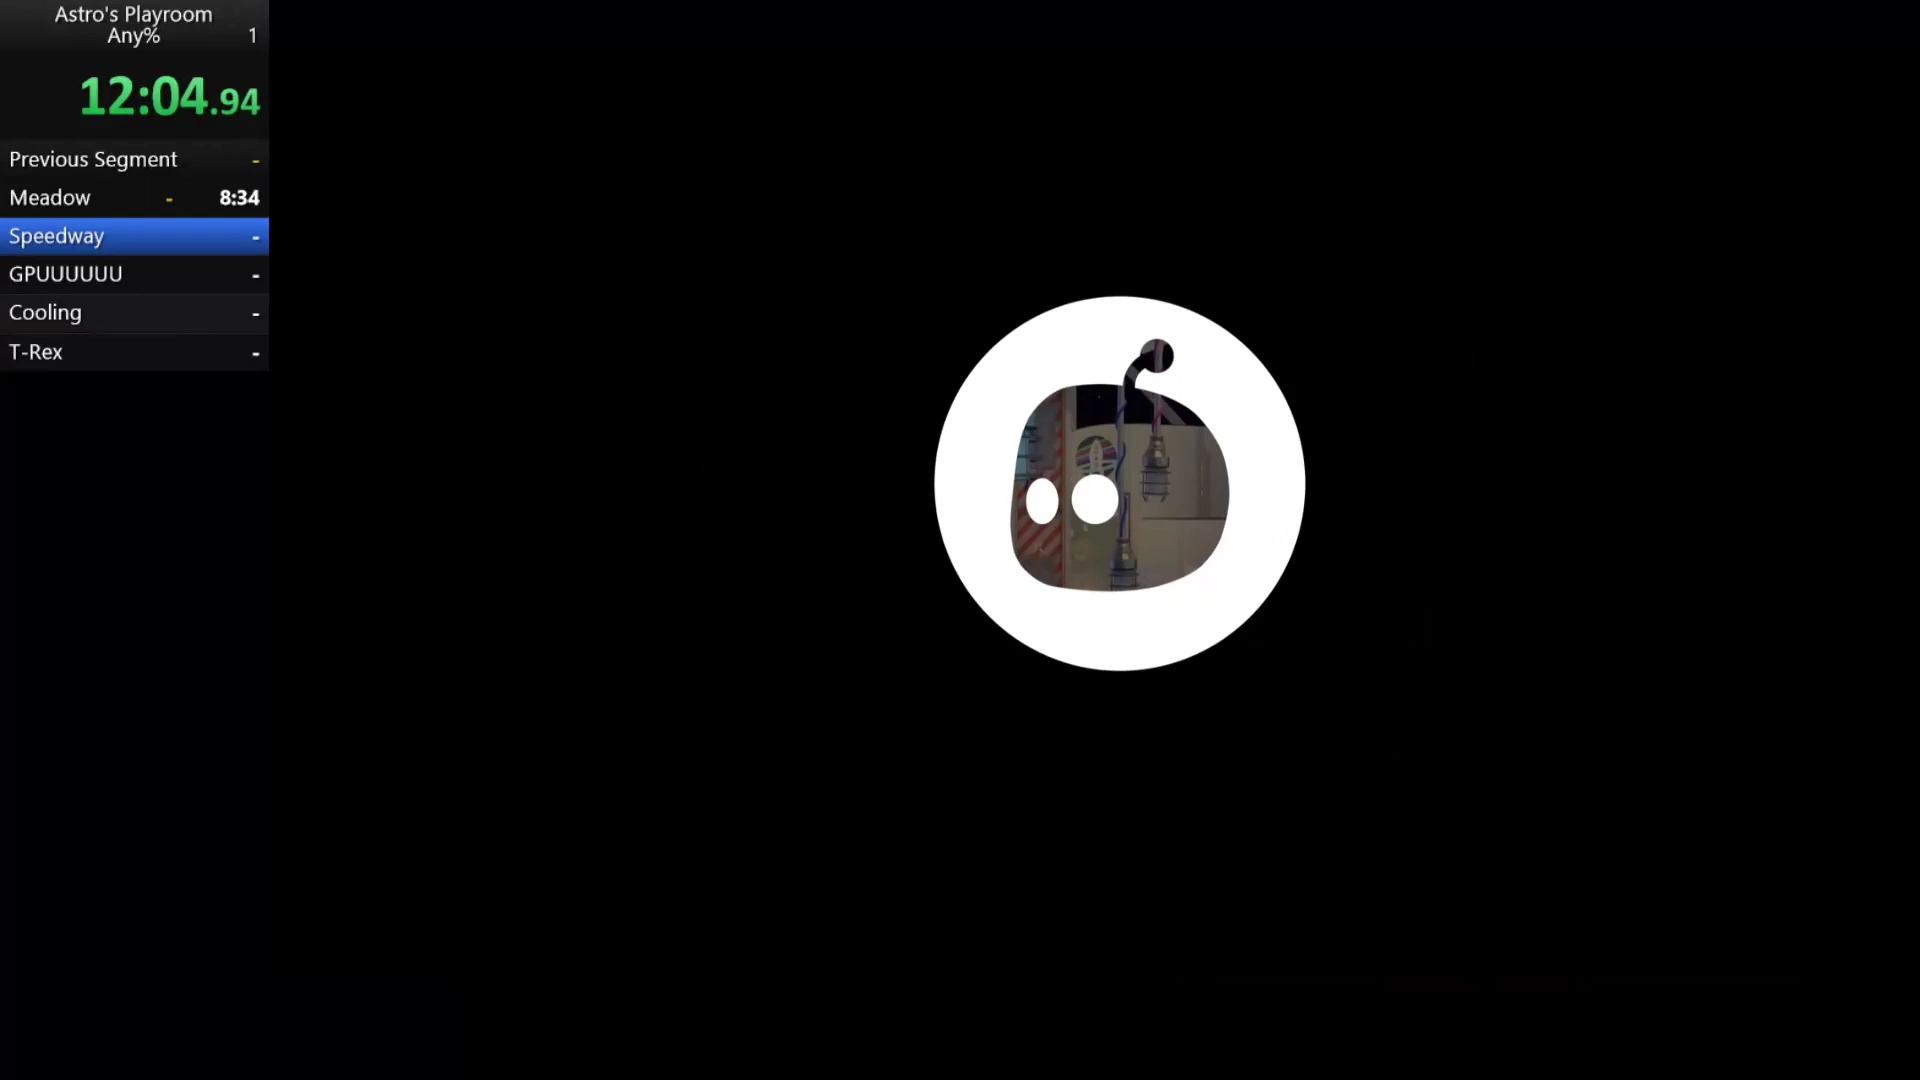 Astro's Playroom
Any% 1
12:04.94
Previous Segment -
Meadow - 8:34
Speedway -
GPUUUUUU -
Cooling -
T-Rex -